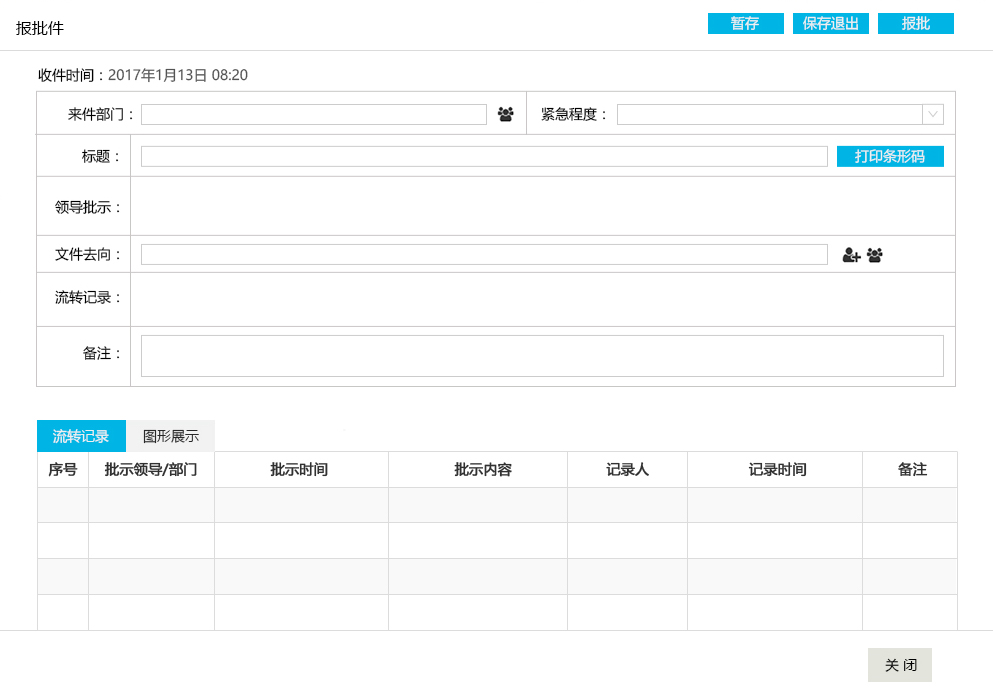 报批件 暂存 保存退出 报批
收件时间：2017年1月13日 08:20
来件部门： 紧急程度：
标题： 打印条形码
领导批示：
文件去向：
流转记录：
备注：
流转记录 图形展示
序号 批示领导/部门 批示时间 批示内容 记录人 记录时间 备注
关 闭